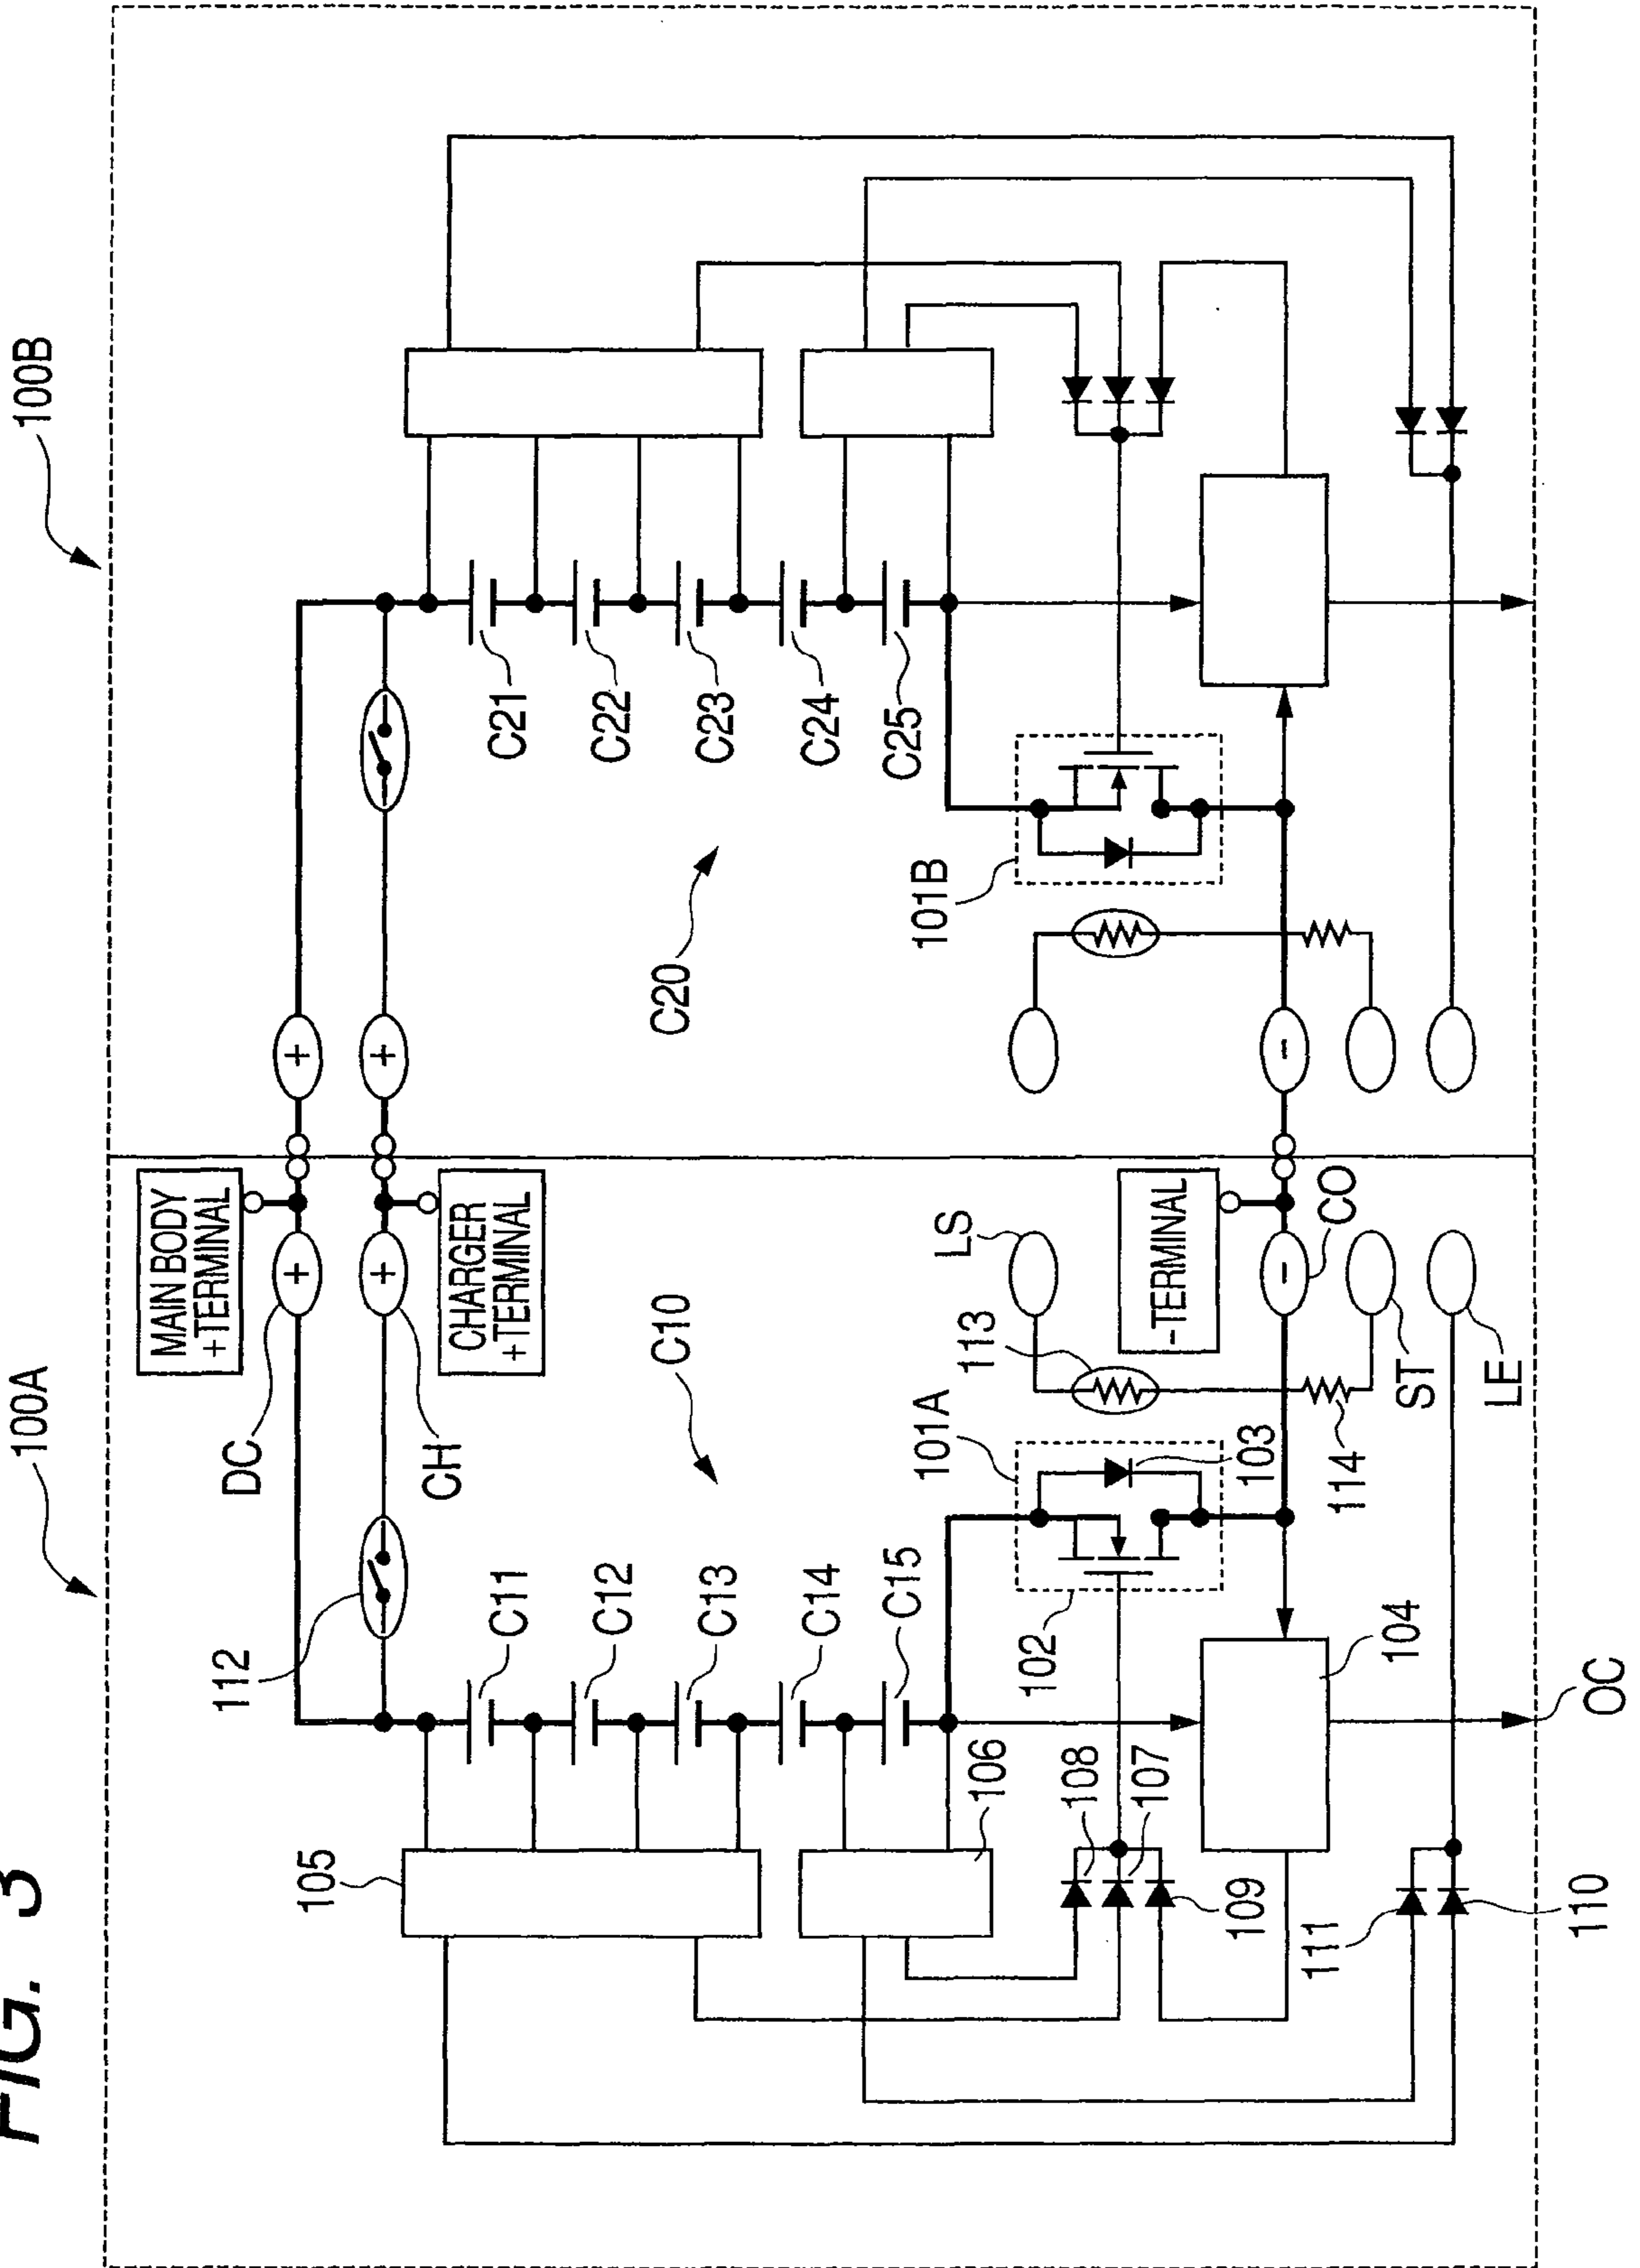 FIG. 3
100A
100B
MAIN BODY
+TERMINAL
DC
+
+
112
CH
+
+
CHARGER
+TERMINAL
105
C11
C12
C13
C14
C15
C10
C20
C21
C22
C23
C24
C25
106
108
107
109
102
101A
103
113
LS
-TERMINAL
101B
104
114
-
CO
-
ST
LE
111
110
OC